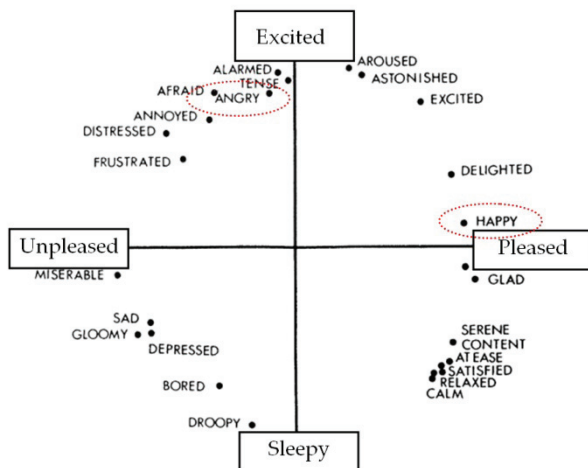 Excited
ALARMED
AROUSED
TENSE
ASTONISHED
AFRAID
ANGRY
EXCITED
ANNOYED
DISTRESSED
FRUSTRATED
DELIGHTED
HAPPY
Unpleased
Pleased
MISERABLE
GLAD
SAD
SERENE
GLOOMY
CONTENT
DEPRESSED
AT EASE
SATISFIED
RELAXED
BORED
CALM
DROOPY
Sleepy